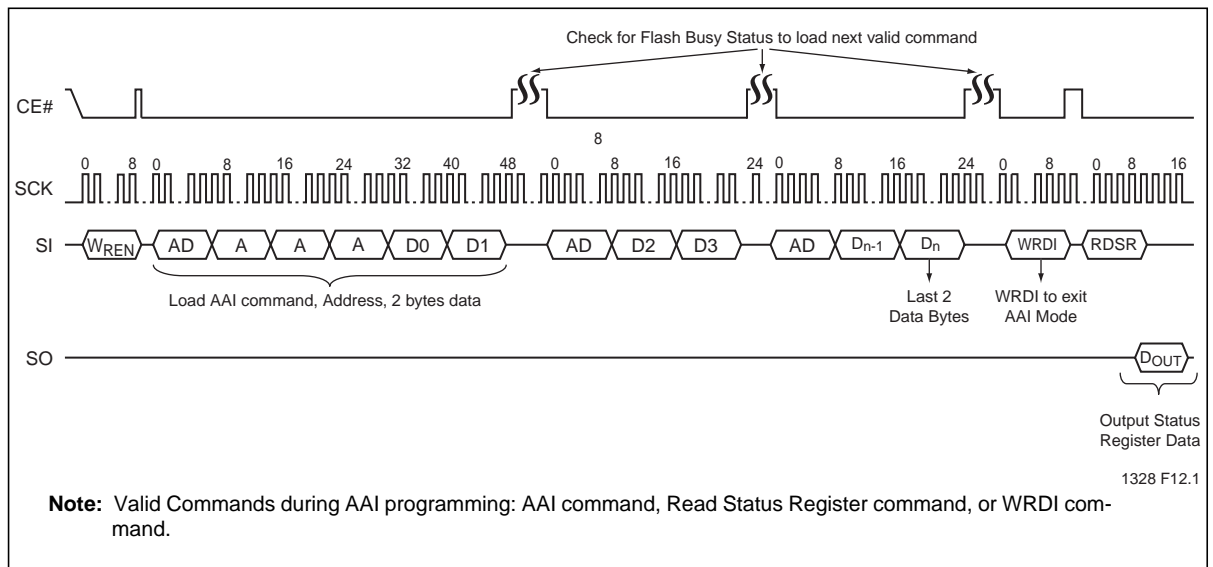 Check for Flash Busy Status to load next valid command
CE#
8
0 8 0 8 16 24 32 40 48 0 8 16 24 0 8 16 24 0 8 0 8 16
SCK
SI WREN AD A A A D0 D1 AD D2 D3 AD Dn-1 Dn WRDI RDSR
Load AAI command, Address, 2 bytes data
Last 2
Data Bytes
WRDI to exit
AAI Mode
SO DOUT
Output Status
Register Data
1328 F12.1
Note: Valid Commands during AAI programming: AAI command, Read Status Register command, or WRDI com-
mand.